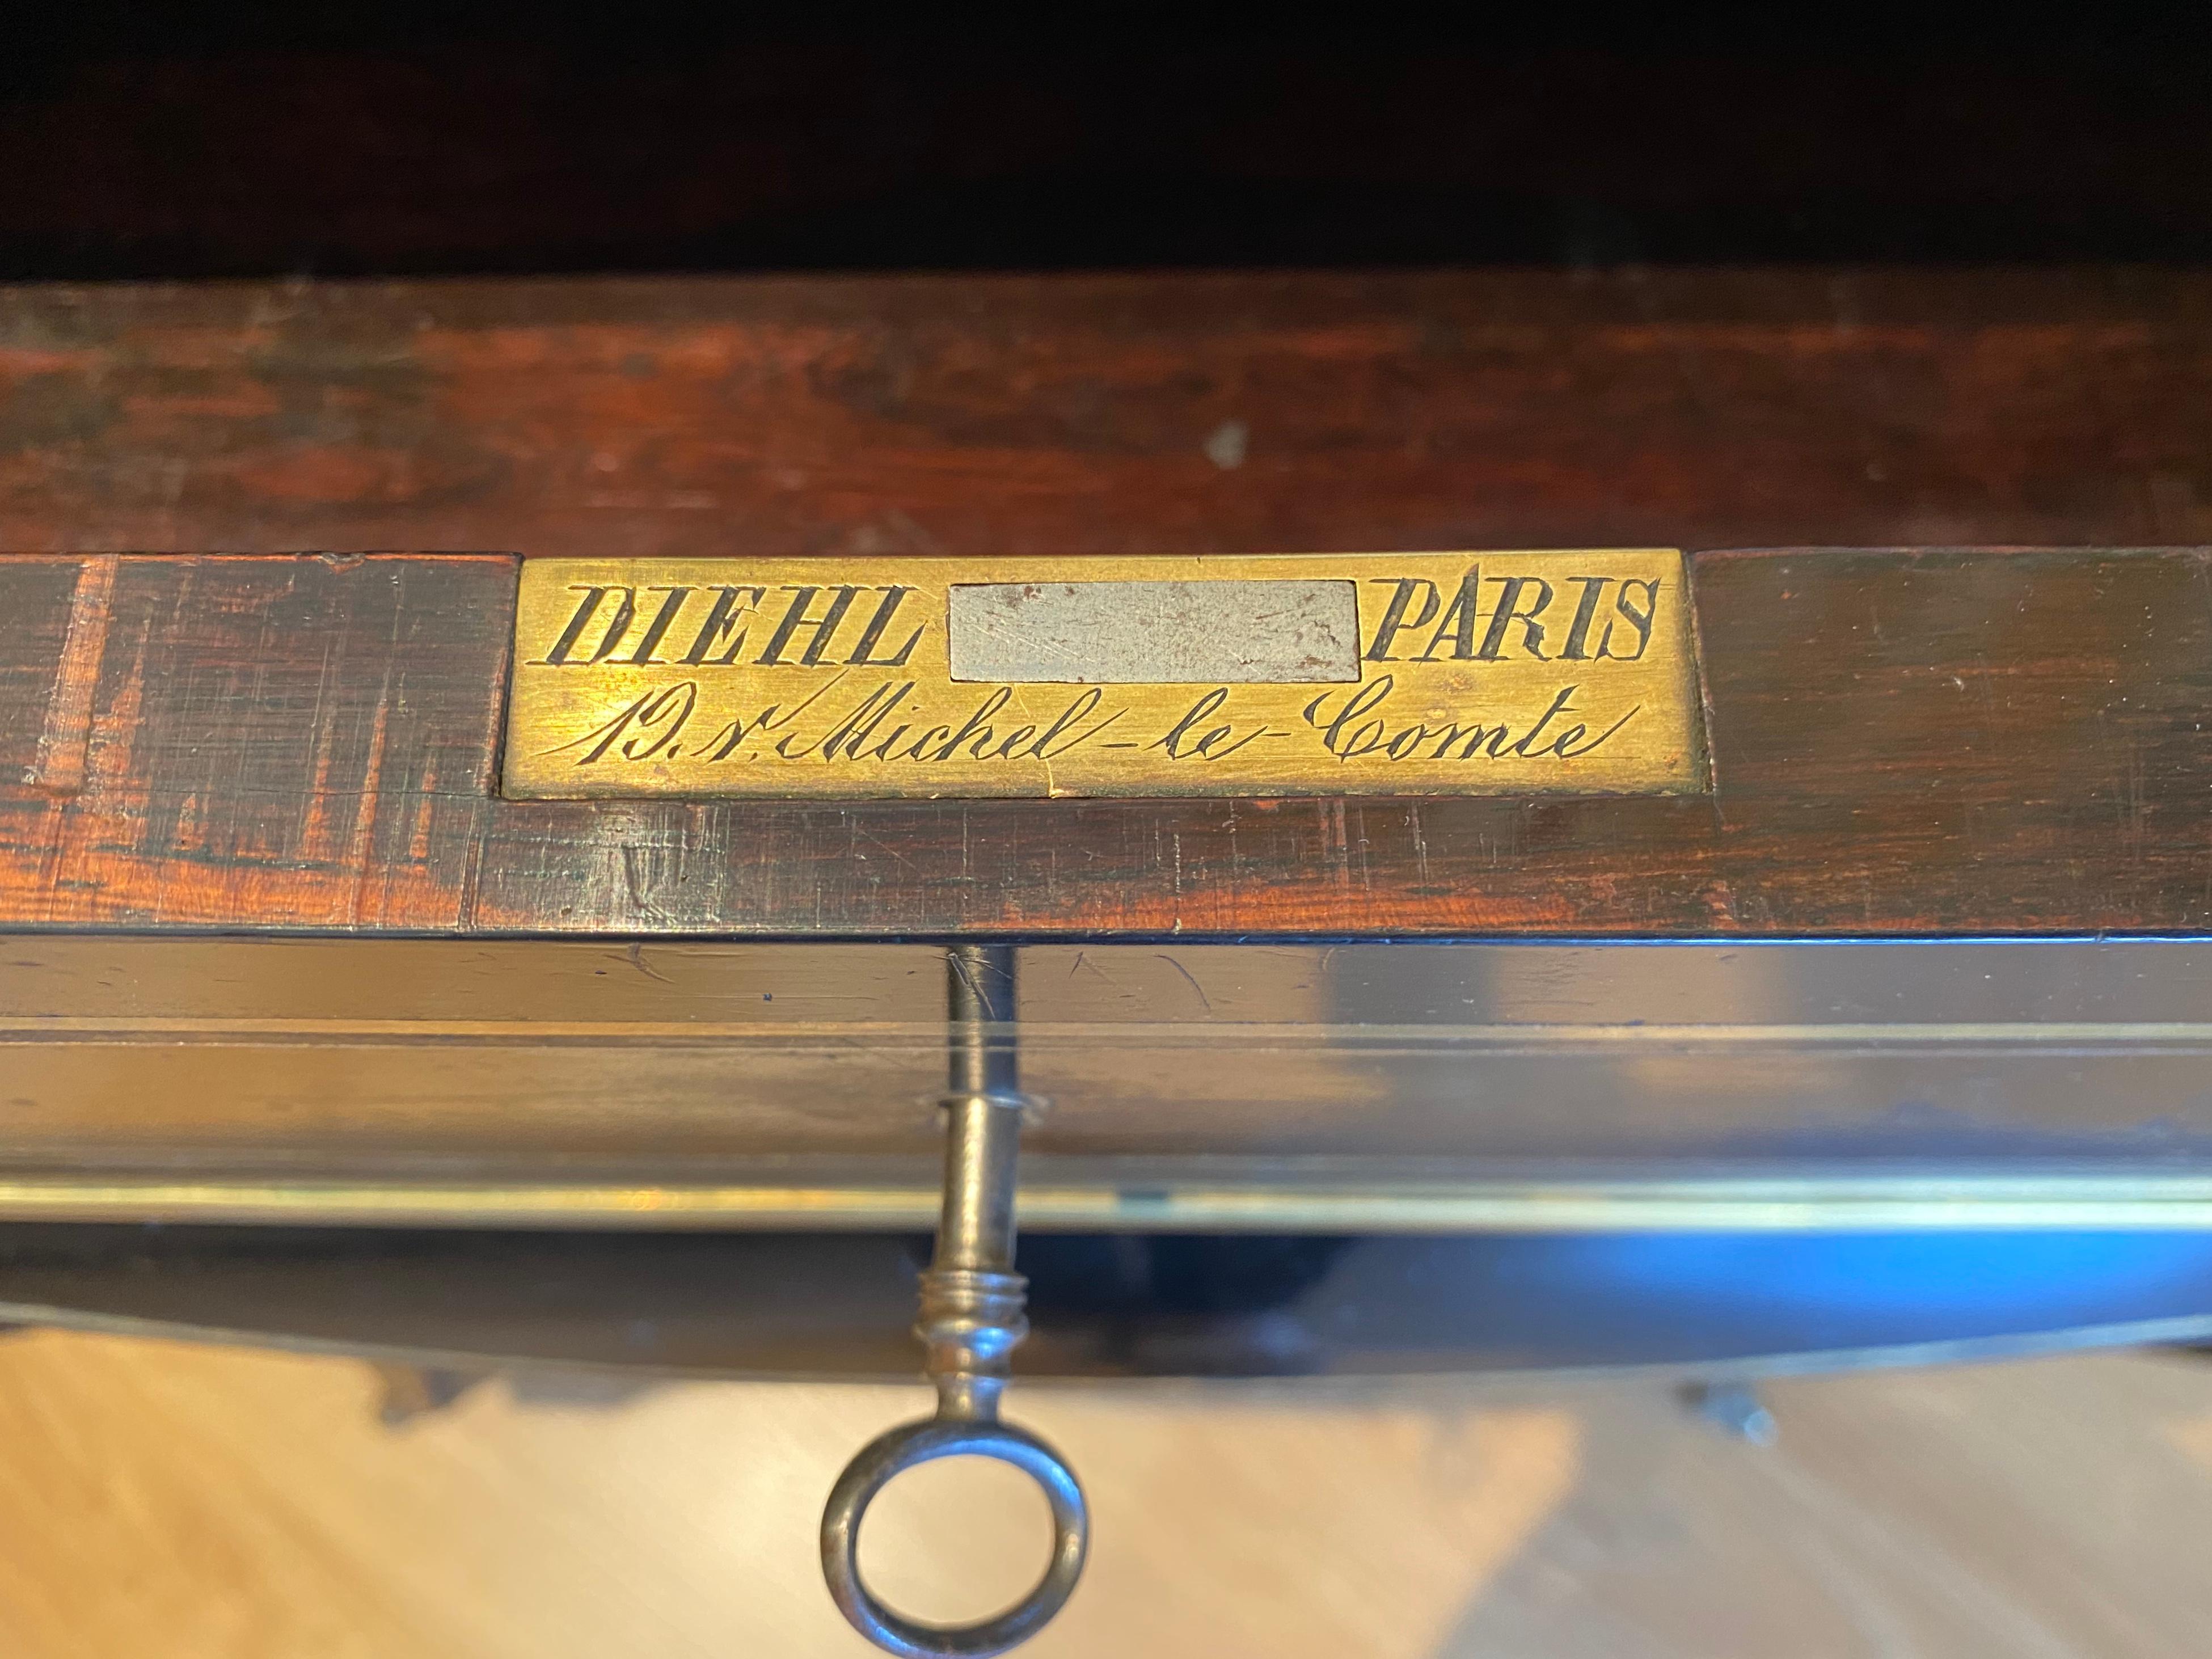 DIEHL PARIS
19. r. Michel-le-Comte